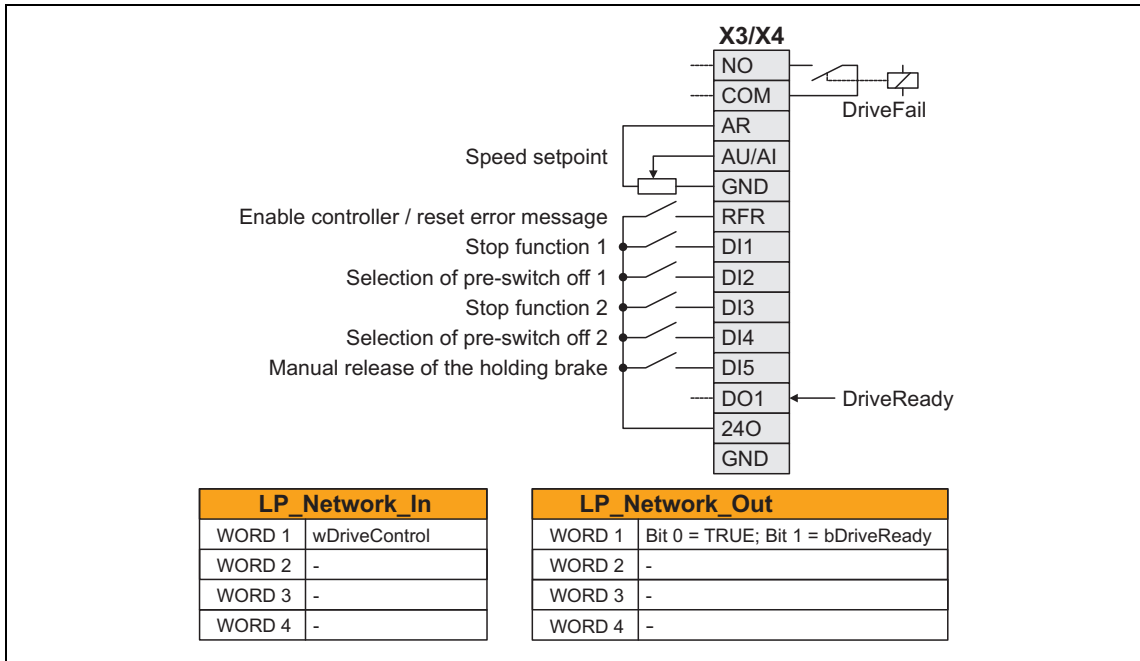 X3/X4
NO
COM
DriveFail
AR
Speed setpoint AU/AI
GND
Enable controller / reset error message RFR
Stop function 1 DI1
Selection of pre-switch off 1 DI2
Stop function 2 DI3
Selection of pre-switch off 2 DI4
Manual release of the holding brake DI5
DO1 DriveReady
24O
GND
LP_Network_In
WORD 1 wDriveControl
WORD 2 -
WORD 3 -
WORD 4 -
LP_Network_Out
WORD 1 Bit 0 = TRUE; Bit 1 = bDriveReady
WORD 2 -
WORD 3 -
WORD 4 -